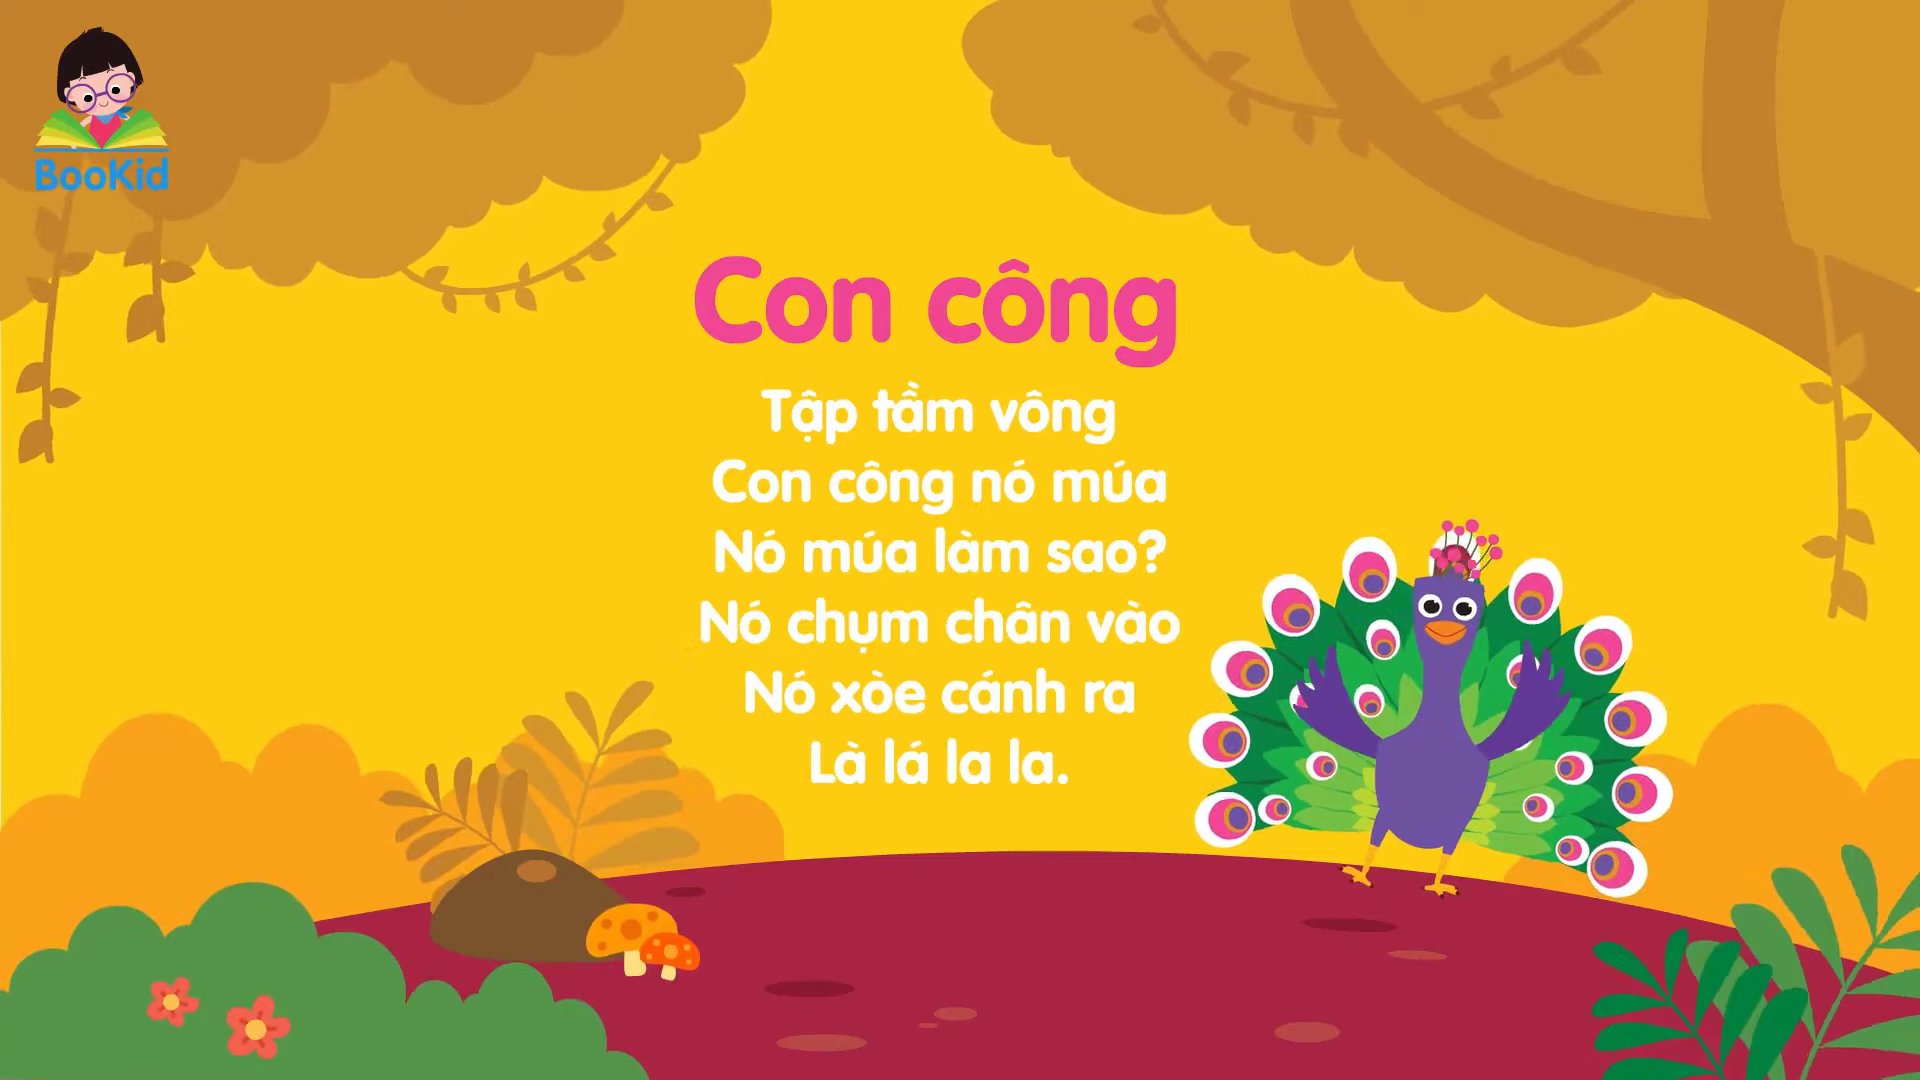 BooKid
Con công
Tập tầm vông
Con công nó múa
Nó múa làm sao?
Nó chụm chân vào
Nó xòe cánh ra
Là lá la la.